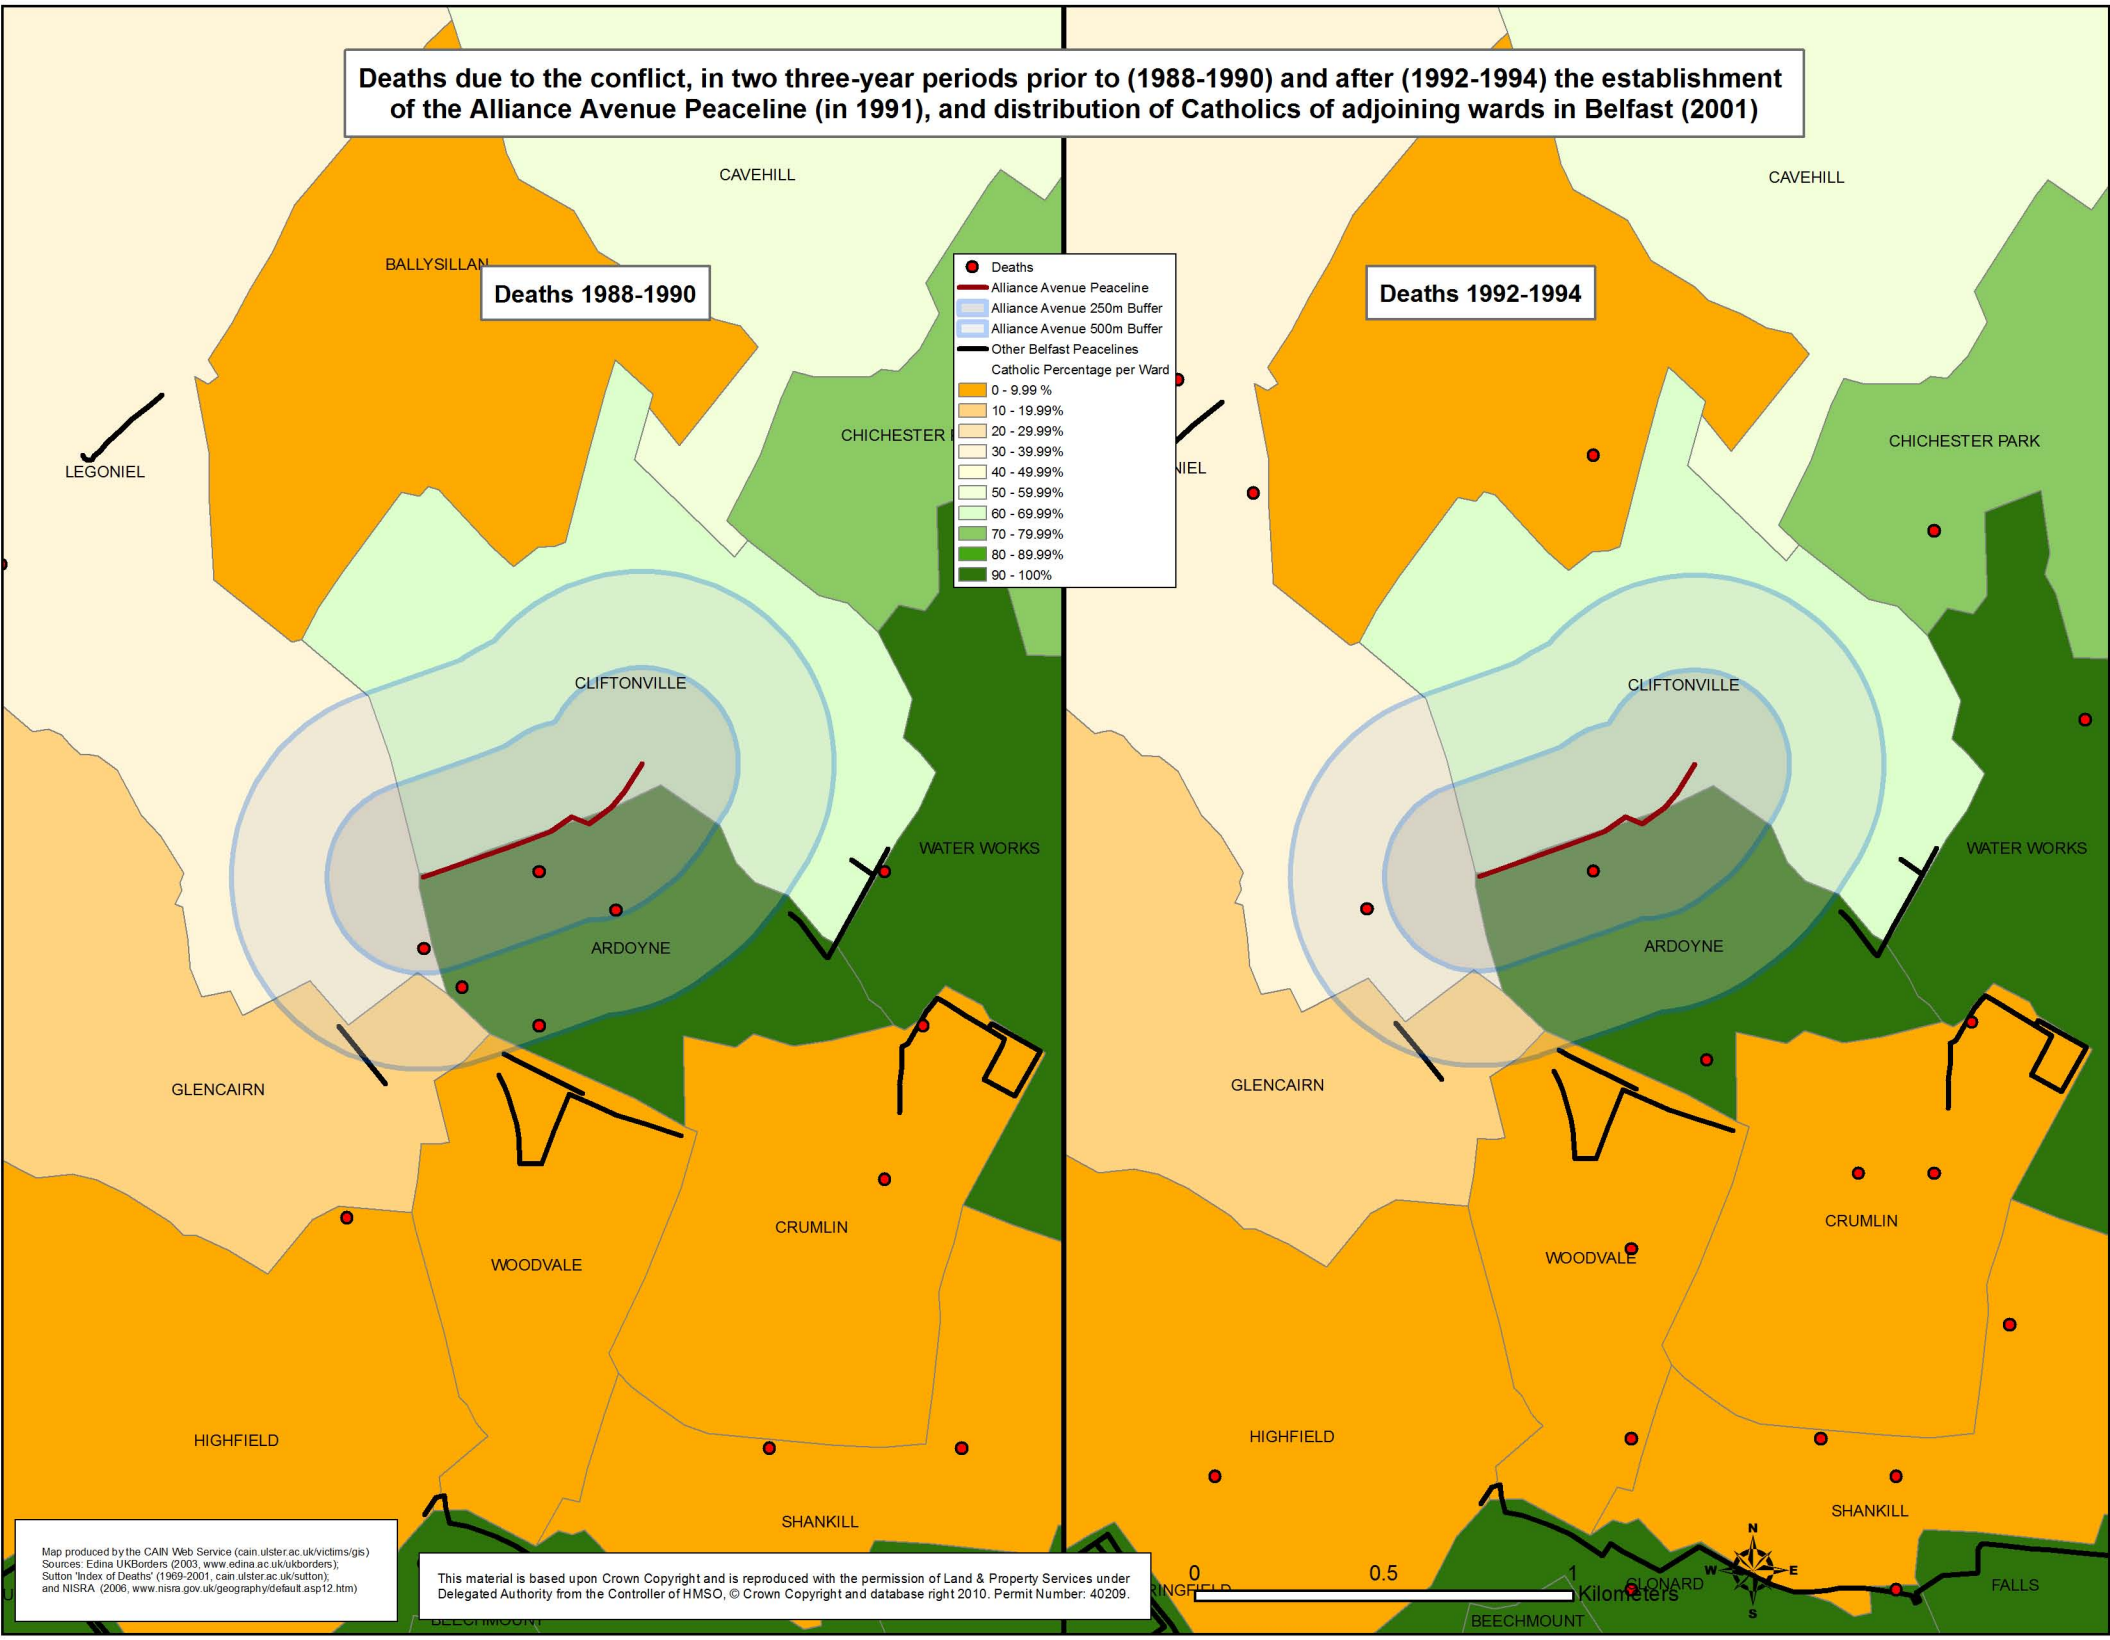 Deaths due to the conflict, in two three-year periods prior to (1988-1990) and after (1992-1994) the establishment
of the Alliance Avenue Peaceline (in 1991), and distribution of Catholics of adjoining wards in Belfast (2001)
CAVEHILL
BALLYSILLAN
Deaths 1988-1990
LEGONIEL
CHICHESTER
CLIFTONVILLE
WATER WORKS
ARDOYNE
GLENCAIRN
CRUMLIN
WOODVALE
HIGHFIELD
SHANKILL
BEECHMOUNT
Deaths
Alliance Avenue Peaceline
Alliance Avenue 250m Buffer
Alliance Avenue 500m Buffer
Other Belfast Peacelines
Catholic Percentage per Ward
0 - 9.99 %
10 - 19.99%
20 - 29.99%
30 - 39.99%
40 - 49.99%
50 - 59.99%
60 - 69.99%
70 - 79.99%
80 - 89.99%
90 - 100%
CAVEHILL
Deaths 1992-1994
CHICHESTER PARK
NIEL
CLIFTONVILLE
WATER WORKS
ARDOYNE
GLENCAIRN
CRUMLIN
WOODVALE
HIGHFIELD
SHANKILL
N
W E
S
0 0.5 1
Kilometers
RINGFIELD
CLONARD
FALLS
BEECHMOUNT
Map produced by the CAIN Web Service (cain.ulster.ac.uk/victims/gis)
Sources: Edina UKBorders (2003, www.edina.ac.uk/ukborders);
Sutton 'Index of Deaths' (1969-2001, cain.ulster.ac.uk/sutton);
and NISRA (2006, www.nisra.gov.uk/geography/default.asp12.htm)
This material is based upon Crown Copyright and is reproduced with the permission of Land & Property Services under
Delegated Authority from the Controller of HMSO, © Crown Copyright and database right 2010. Permit Number: 40209.